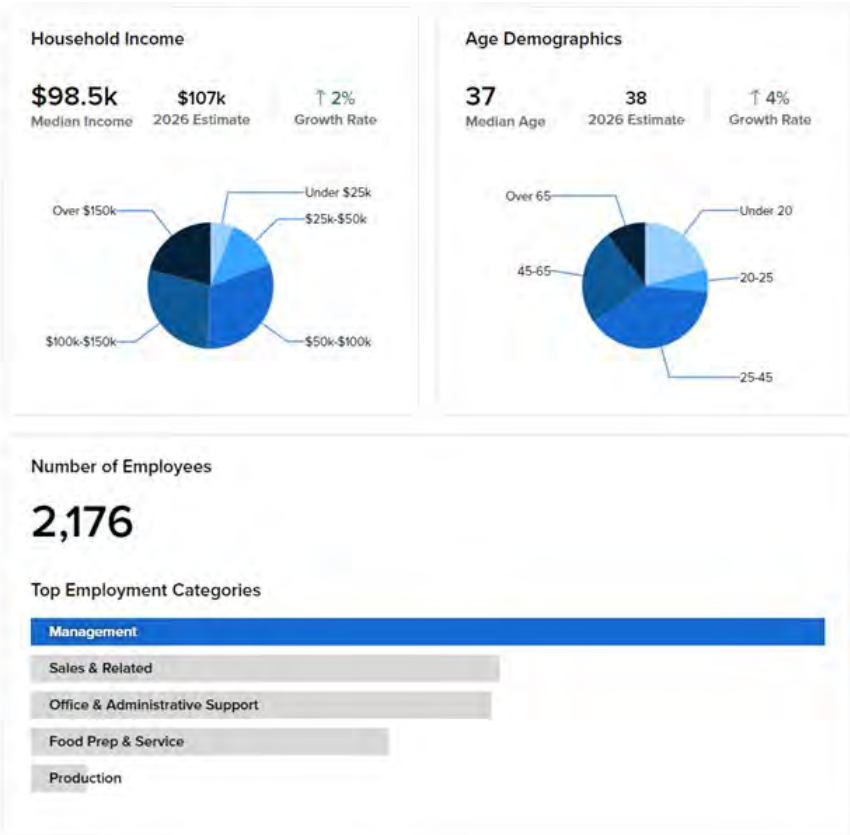 Household Income
$98.5k
Median Income
$107k
2026 Estimate
↑ 2%
Growth Rate
Under $25k
Over $150k
$25k-$50k
$100k-$150k
$50k-$100k
Age Demographics
37
Median Age
38
2026 Estimate
↑ 4%
Growth Rate
Over 65
Under 20
45-65
20-25
25-45
Number of Employees
2,176
Top Employment Categories
Management
Sales & Related
Office & Administrative Support
Food Prep & Service
Production